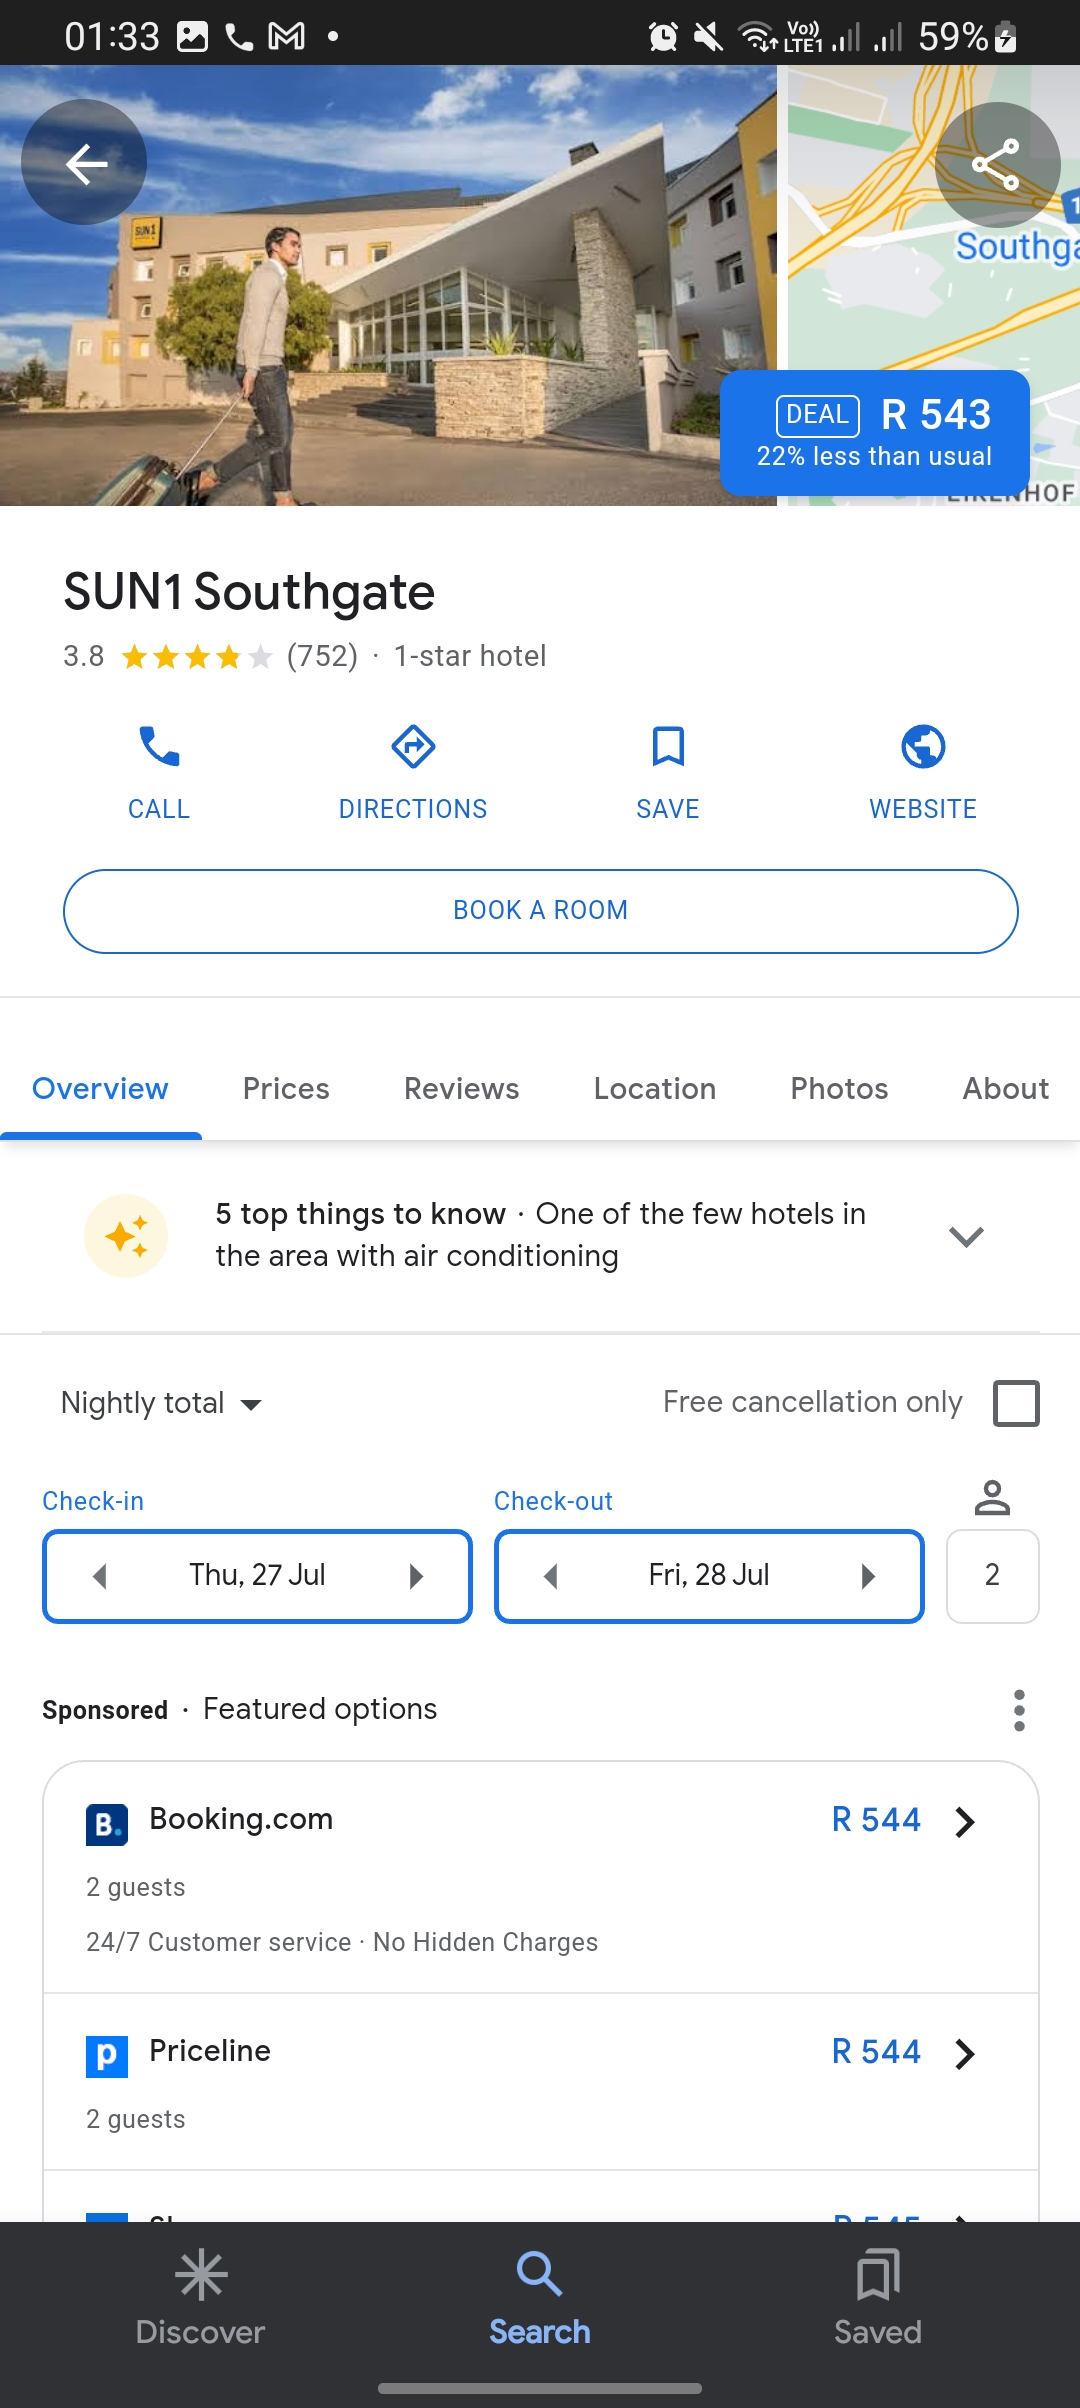 01:33
Vo))
LTE1
59%
SUN1
Southga
DEAL R 543
22% less than usual
EIKENHOF
SUN1 Southgate
3.8 (752) · 1-star hotel
CALL
DIRECTIONS
SAVE
WEBSITE
BOOK A ROOM
Overview
Prices
Reviews
Location
Photos
About
5 top things to know · One of the few hotels in
the area with air conditioning
Nightly total
Free cancellation only
Check-in
Check-out
Thu, 27 Jul
Fri, 28 Jul
2
Sponsored · Featured options
B.
Booking.com
R 544
2 guests
24/7 Customer service · No Hidden Charges
p
Priceline
R 544
2 guests
R 545
Discover
Search
Saved